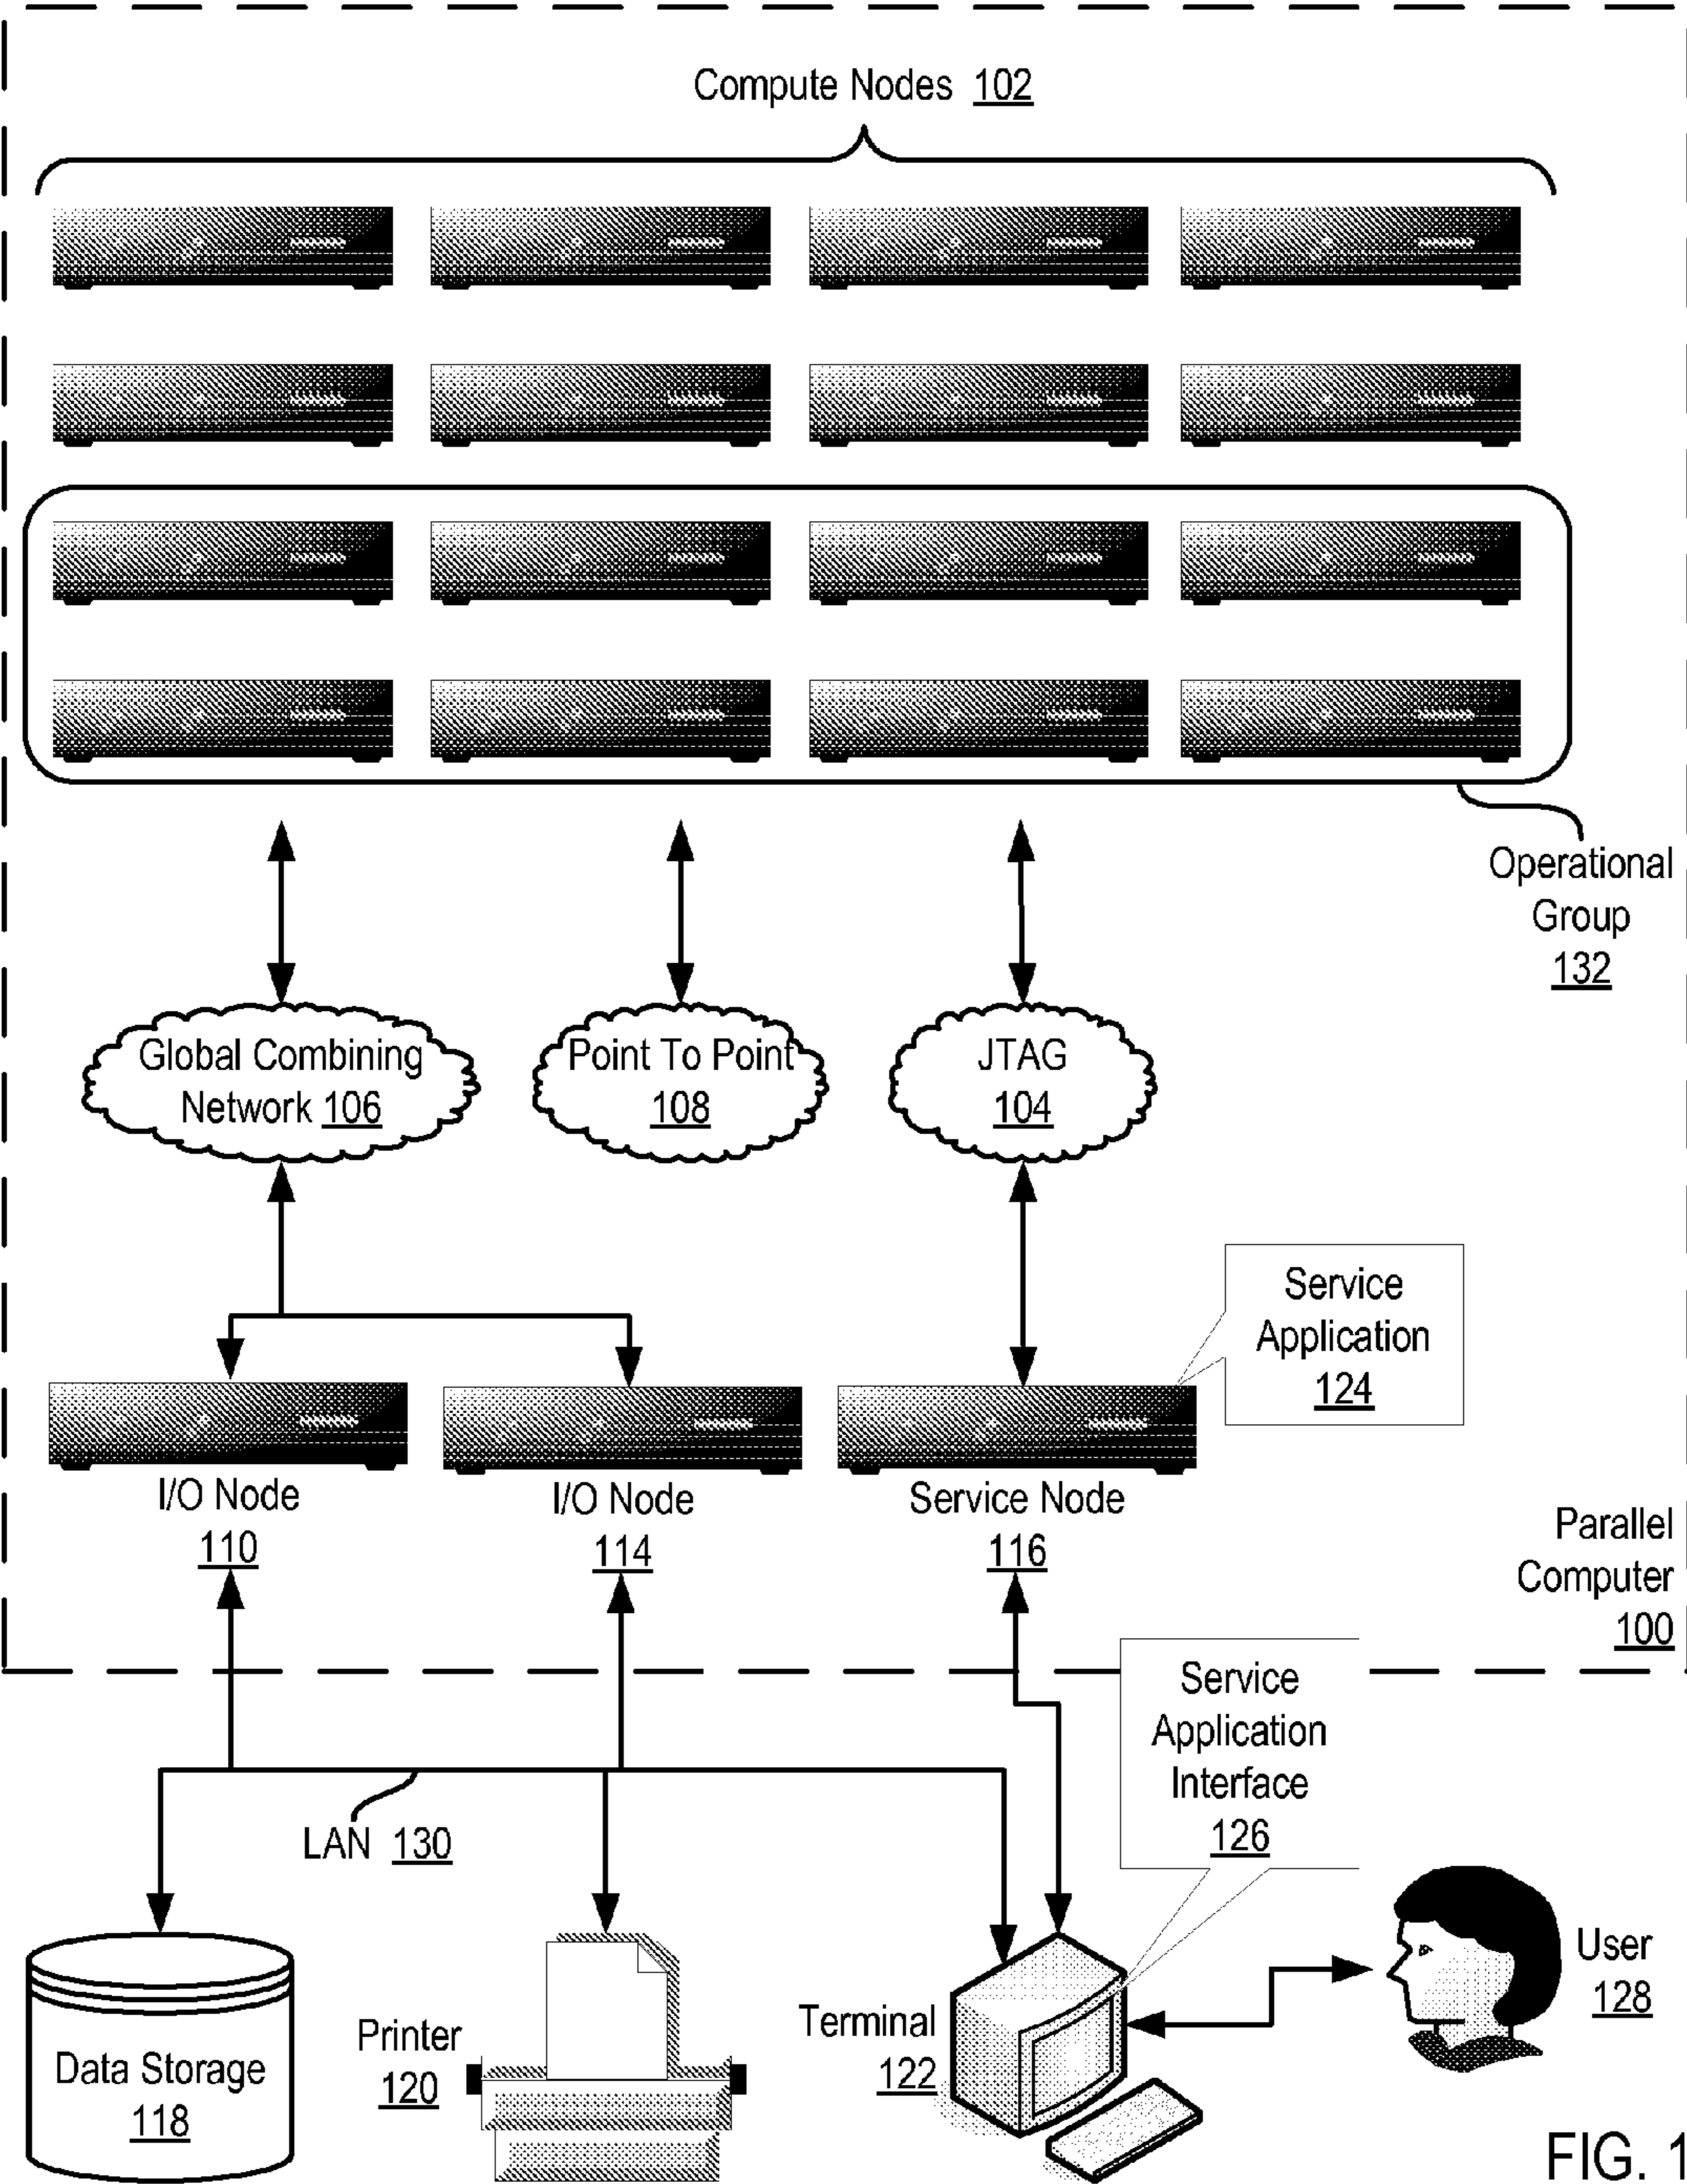 Compute Nodes 102
Operational
Group
132
Global Combining
Network 106
Point To Point
108
JTAG
104
Service
Application
124
I/O Node
110
I/O Node
114
Service Node
116
Parallel
Computer
100
Service
Application
Interface
126
LAN 130
Data Storage
118
Printer
120
Terminal
122
User
128
FIG. 1